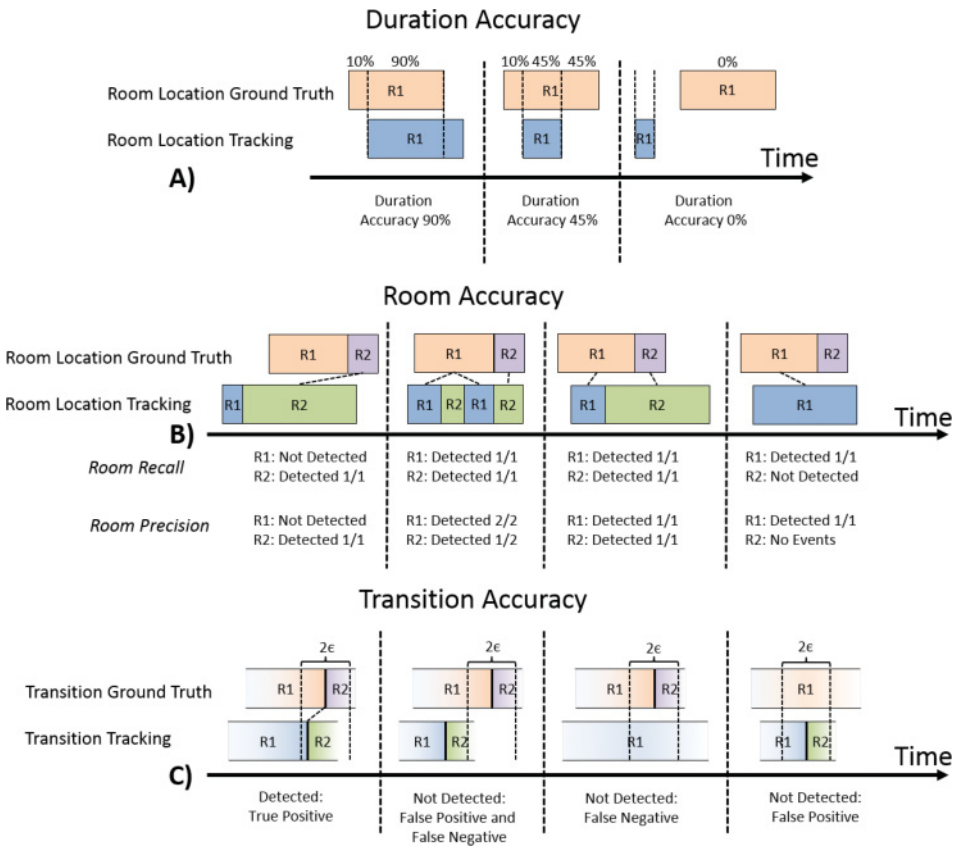 Duration Accuracy
10% 90% 10% 45% 45% 0%
Room Location Ground Truth R1 R1 R1
Room Location Tracking R1 R1 R1
Time
A)
Duration Duration Duration
Accuracy 90% Accuracy 45% Accuracy 0%
Room Accuracy
Room Location Ground Truth R1 R2 R1 R2 R1 R2 R1 R2
Room Location Tracking R1 R2 R1 R2 R1 R2 R1 R2 R1
Time
B)
Room Recall R1: Not Detected R1: Detected 1/1 R1: Detected 1/1 R1: Detected 1/1
R2: Detected 1/1 R2: Detected 1/1 R2: Detected 1/1 R2: Not Detected
Room Precision R1: Not Detected R1: Detected 2/2 R1: Detected 1/1 R1: Detected 1/1
R2: Detected 1/1 R2: Detected 1/2 R2: Detected 1/1 R2: No Events
Transition Accuracy
2ϵ 2ϵ 2ϵ 2ϵ
Transition Ground Truth R1 R2 R1 R2 R1 R2 R1
Transition Tracking R1 R2 R1 R2 R1 R1 R2
Time
C)
Detected: Not Detected: Not Detected: Not Detected:
True Positive False Positive and False Negative False Positive
False Negative